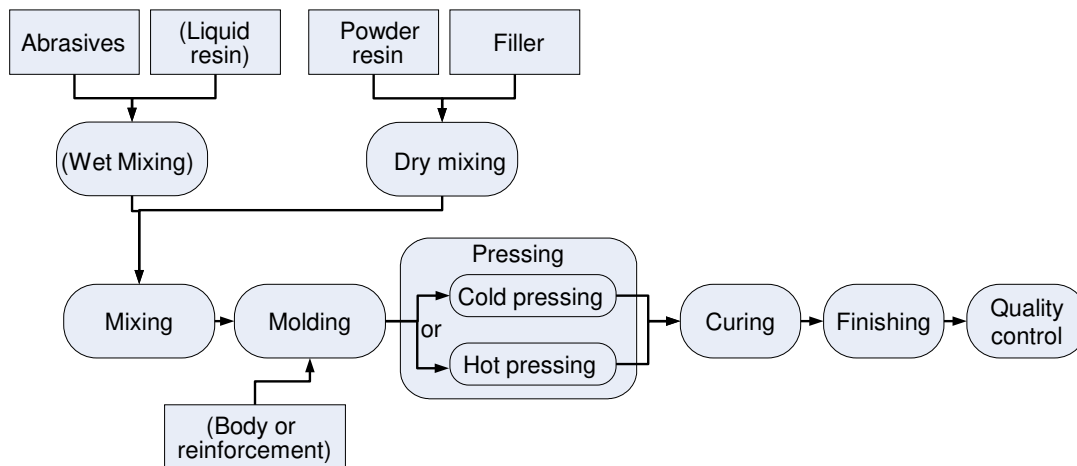 Abrasives
(Liquid
resin)
Powder
resin
Filler
(Wet Mixing)
Dry mixing
Pressing
Cold pressing
or
Hot pressing
Mixing
Molding
Curing
Finishing
Quality
control
(Body or
reinforcement)